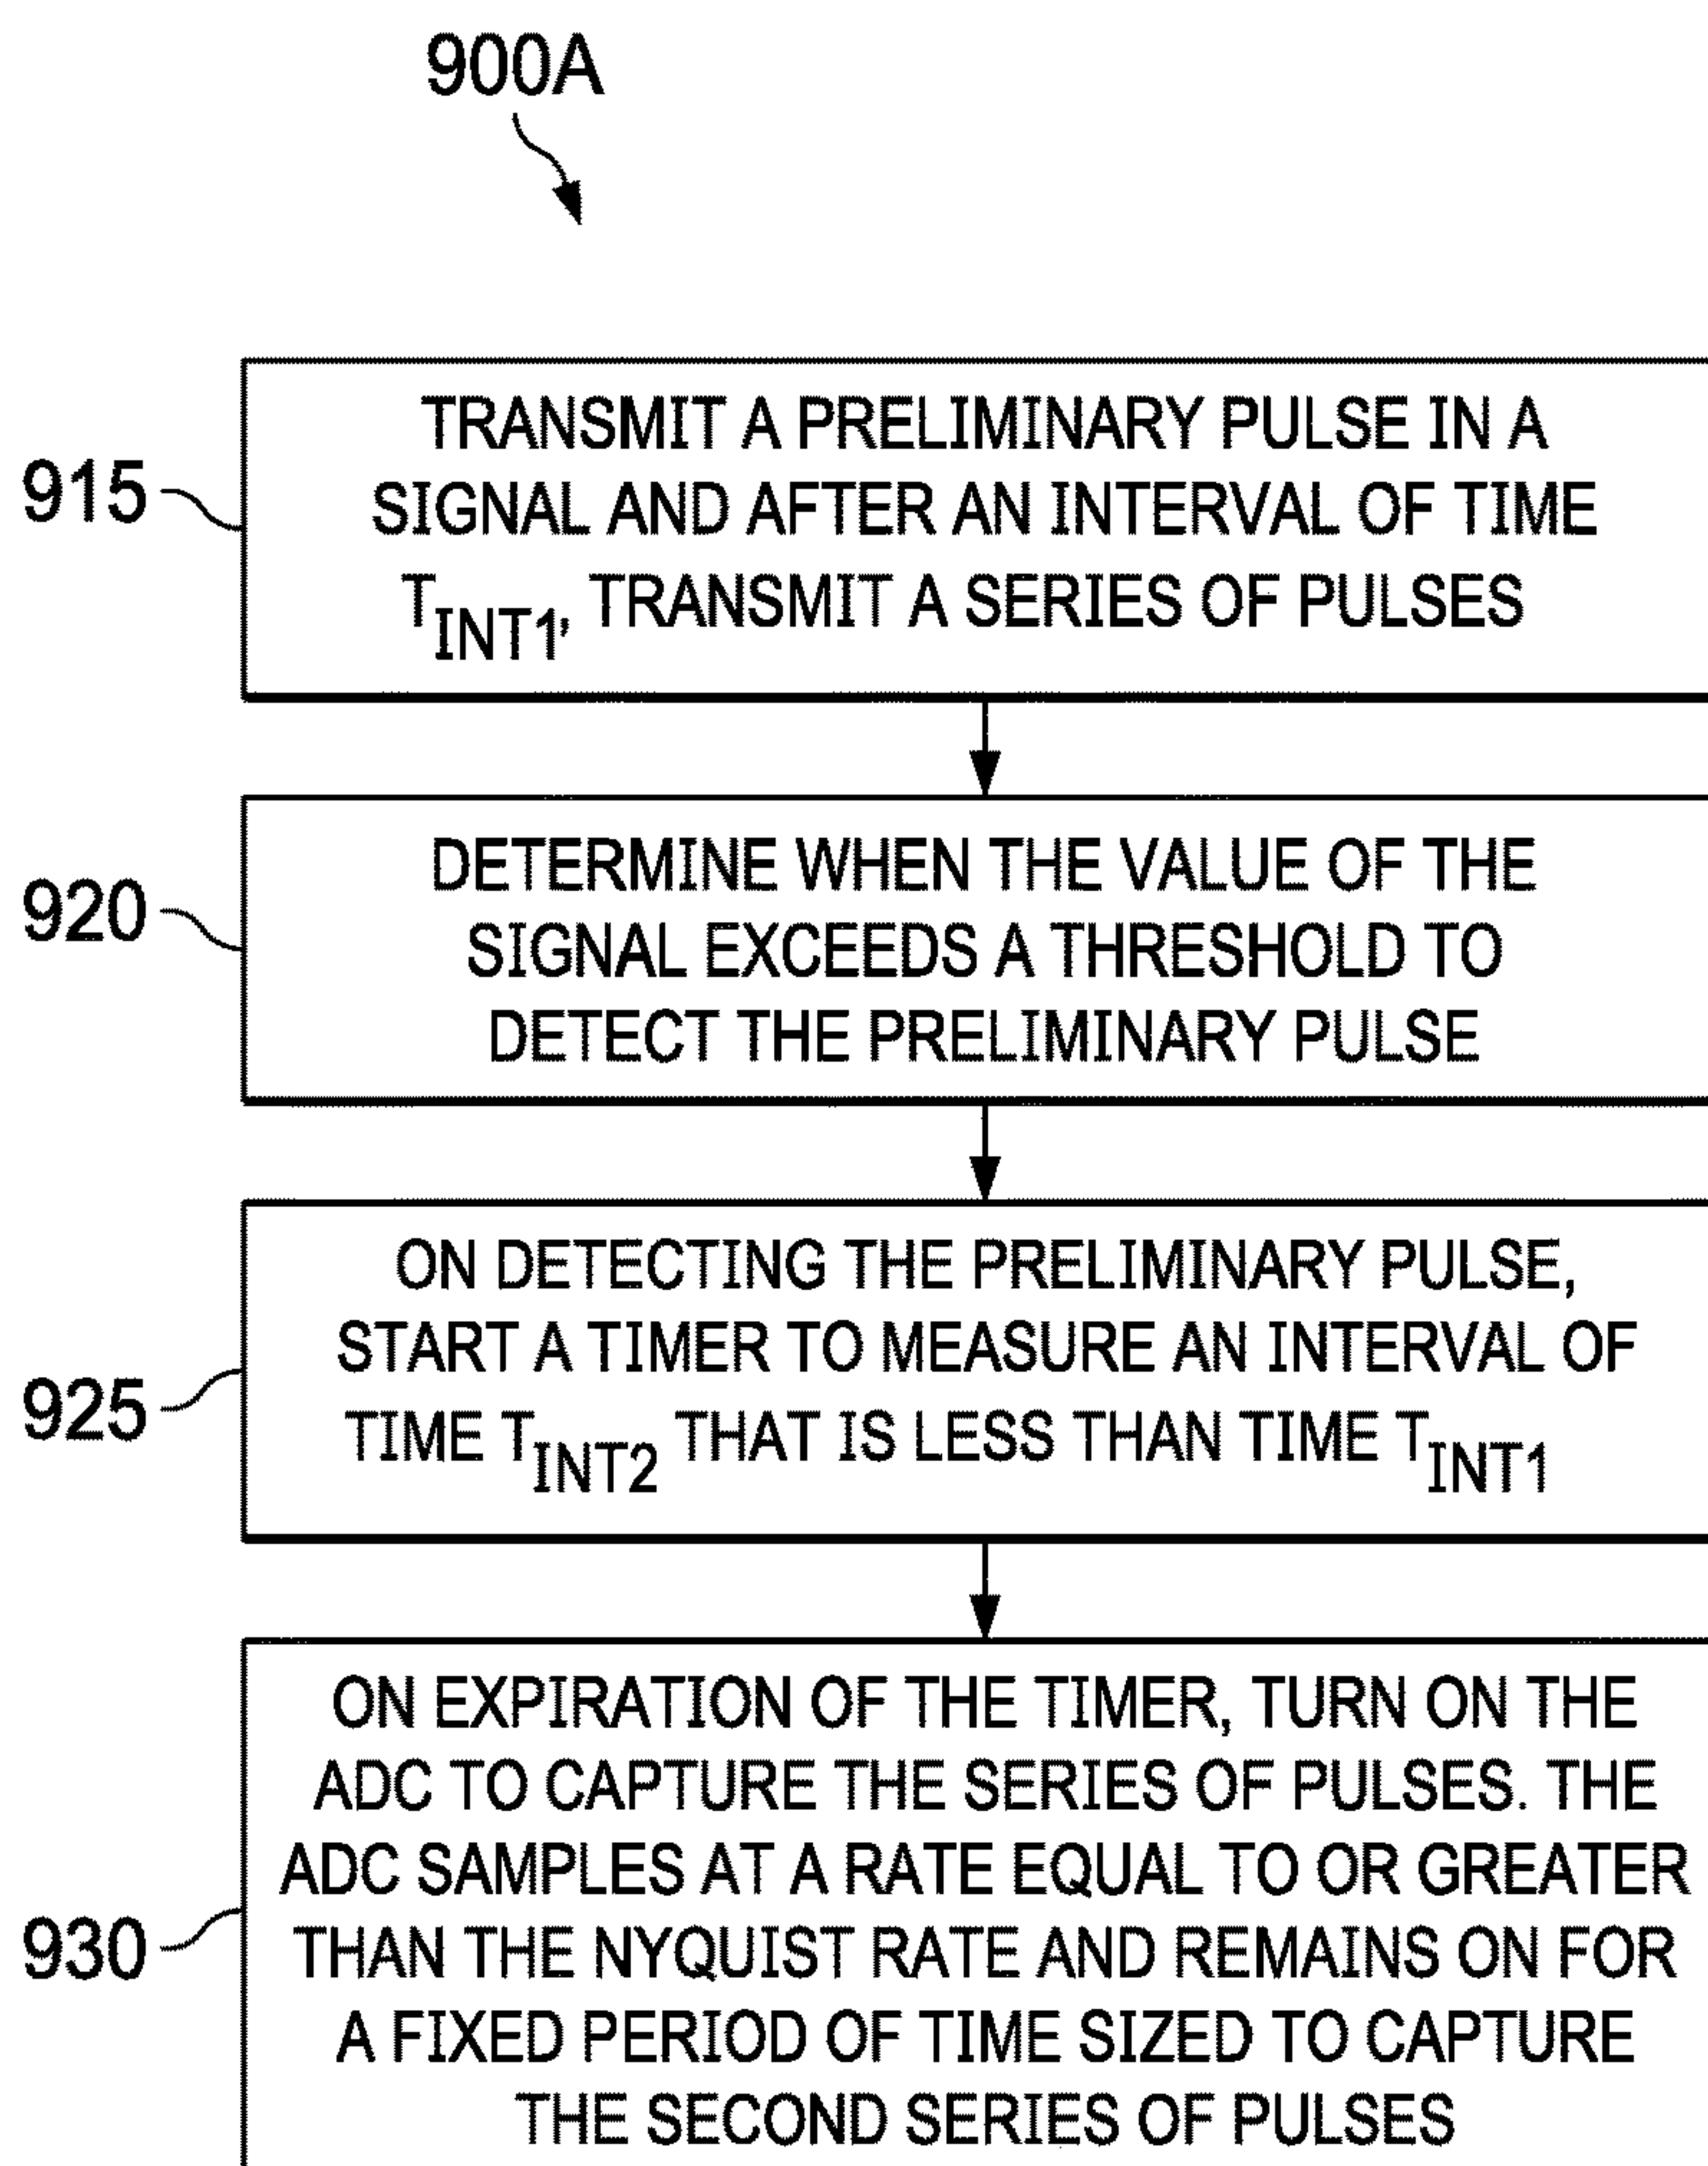 900A
915
TRANSMIT A PRELIMINARY PULSE IN A
SIGNAL AND AFTER AN INTERVAL OF TIME
TINT1, TRANSMIT A SERIES OF PULSES
920
DETERMINE WHEN THE VALUE OF THE
SIGNAL EXCEEDS A THRESHOLD TO
DETECT THE PRELIMINARY PULSE
925
ON DETECTING THE PRELIMINARY PULSE,
START A TIMER TO MEASURE AN INTERVAL OF
TIME TINT2 THAT IS LESS THAN TIME TINT1
930
ON EXPIRATION OF THE TIMER, TURN ON THE
ADC TO CAPTURE THE SERIES OF PULSES. THE
ADC SAMPLES AT A RATE EQUAL TO OR GREATER
THAN THE NYQUIST RATE AND REMAINS ON FOR
A FIXED PERIOD OF TIME SIZED TO CAPTURE
THE SECOND SERIES OF PULSES